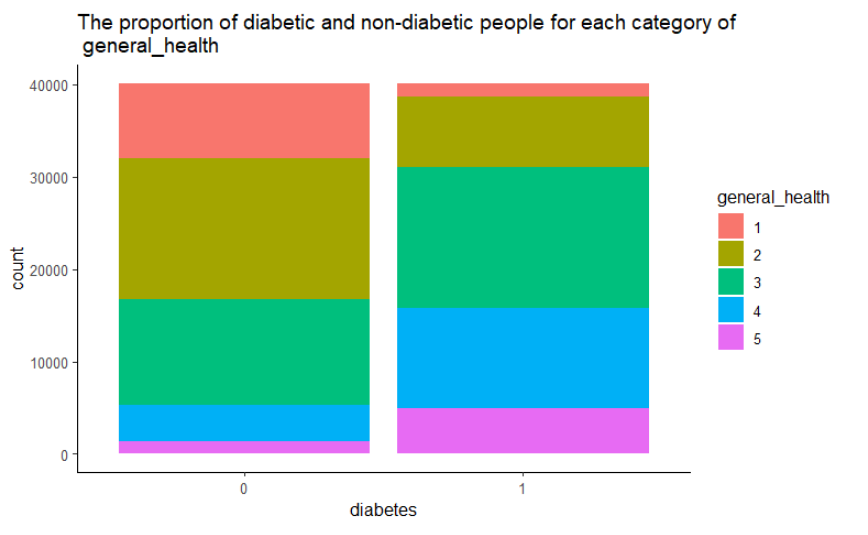 The proportion of diabetic and non-diabetic people for each category of
general_health
40000
30000
20000
10000
0
count
0
1
diabetes
general_health
1
2
3
4
5